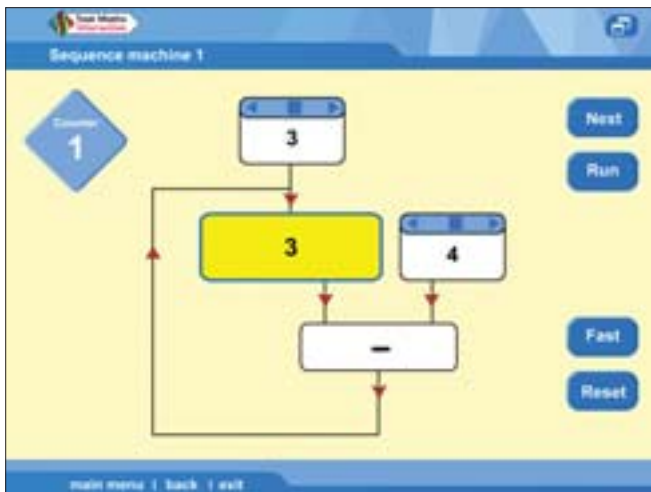 Sequence machine 1
Counter
1
3
Next
Run
3
4
–
Fast
Reset
main menu | back | exit